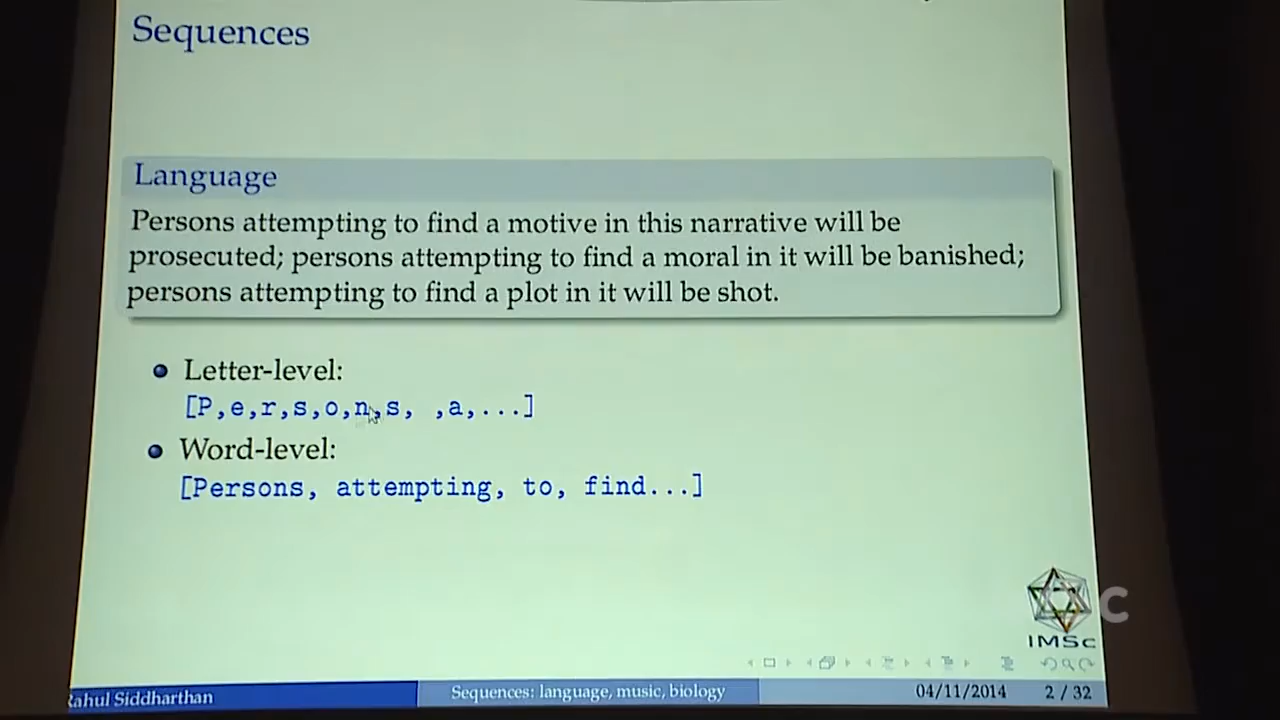 Sequences
Language
Persons attempting to find a motive in this narrative will be
prosecuted; persons attempting to find a moral in it will be banished;
persons attempting to find a plot in it will be shot.
Letter-level:
[P,e,r,s,o,n,s, ,a,...]
Word-level:
[Persons, attempting, to, find...]
C
IMSc
Rahul Siddharthan
Sequences: language, music, biology
04/11/2014
2 / 32